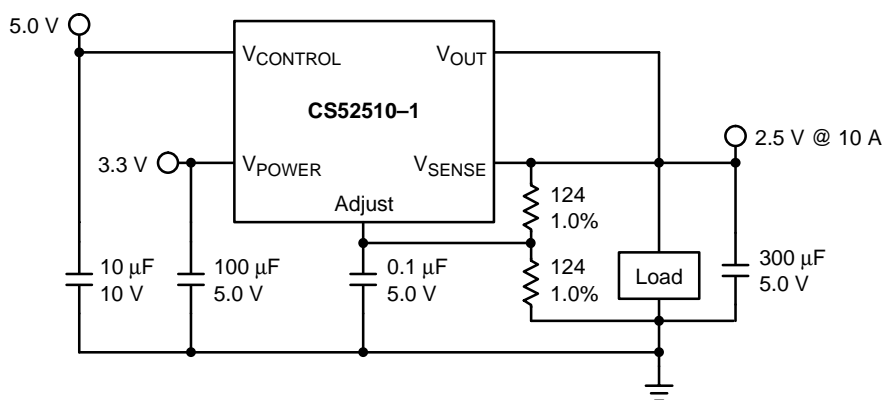 5.0 V
VCONTROL
VOUT
CS52510–1
2.5 V @ 10 A
3.3 V
VPOWER
VSENSE
Adjust
124
1.0%
10 μF
10 V
100 μF
5.0 V
0.1 μF
5.0 V
124
1.0%
Load
300 μF
5.0 V